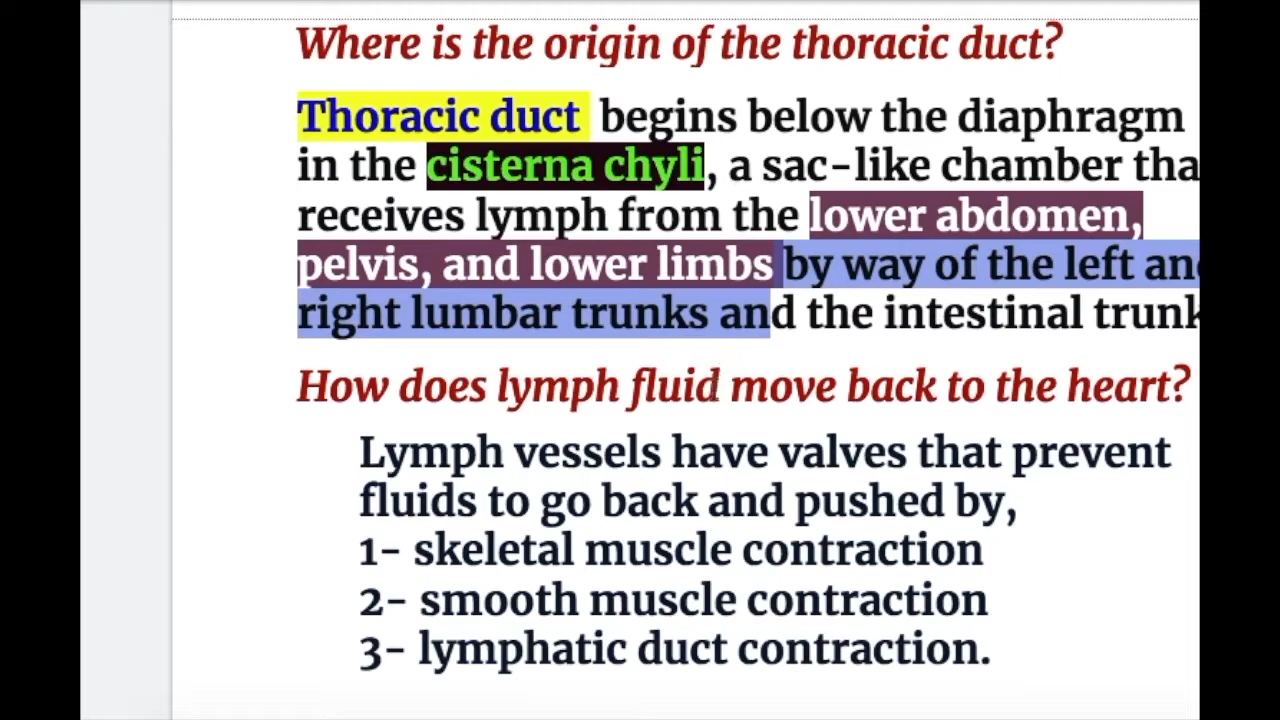 Where is the origin of the thoracic duct?
Thoracic duct begins below the diaphragm
in the cisterna chyli, a sac-like chamber tha
receives lymph from the lower abdomen,
pelvis, and lower limbs by way of the left and
right lumbar trunks and the intestinal trunk
How does lymph fluid move back to the heart?
Lymph vessels have valves that prevent
fluids to go back and pushed by,
1- skeletal muscle contraction
2- smooth muscle contraction
3- lymphatic duct contraction.